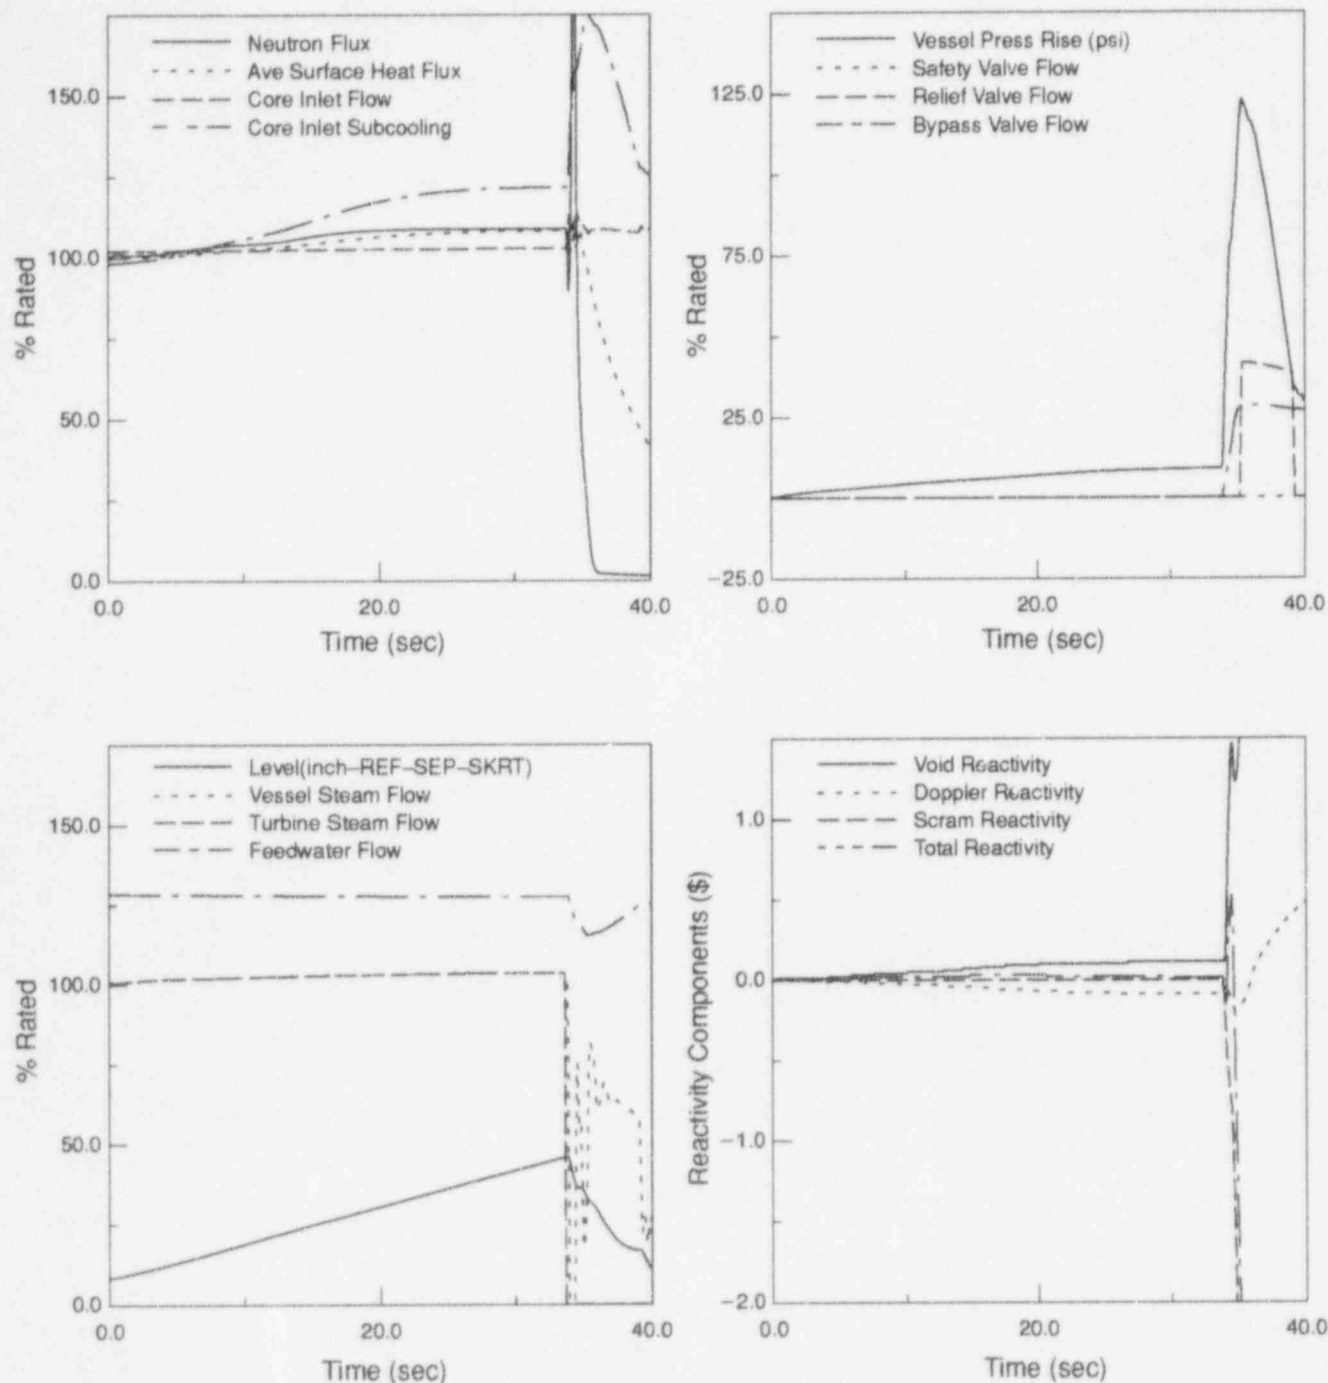 Neutron Flux
Ave Surface Heat Flux
Core Inlet Flow
Core Inlet Subcooling
150.0
100.0
50.0
0.0
% Rated
0.0 20.0 40.0
Time (sec)
Vessel Press Rise (psi)
Safety Valve Flow
Relief Valve Flow
Bypass Valve Flow
125.0
75.0
25.0
−25.0
% Rated
0.0 20.0 40.0
Time (sec)
Level(inch–REF–SEP–SKRT)
Vessel Steam Flow
Turbine Steam Flow
Feedwater Flow
150.0
100.0
50.0
0.0
% Rated
0.0 20.0 40.0
Time (sec)
Void Reactivity
Doppler Reactivity
Scram Reactivity
Total Reactivity
1.0
0.0
−1.0
−2.0
Reactivity Components ($)
0.0 20.0 40.0
Time (sec)